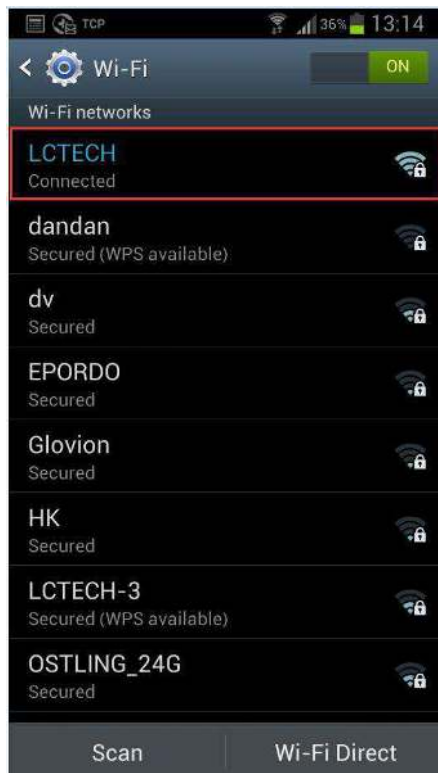 TCP 36% 13:14
Wi-Fi ON
Wi-Fi networks
LCTECH
Connected
dandan
Secured (WPS available)
dv
Secured
EPORDO
Secured
Glovion
Secured
HK
Secured
LCTECH-3
Secured (WPS available)
OSTLING_24G
Secured
Scan Wi-Fi Direct